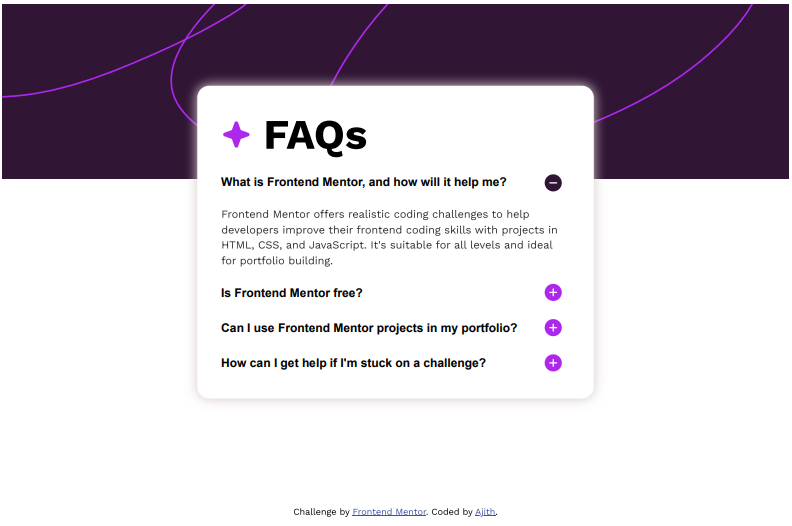 FAQs
What is Frontend Mentor, and how will it help me?
Frontend Mentor offers realistic coding challenges to help
developers improve their frontend coding skills with projects in
HTML, CSS, and JavaScript. It's suitable for all levels and ideal
for portfolio building.
Is Frontend Mentor free?
Can I use Frontend Mentor projects in my portfolio?
How can I get help if I'm stuck on a challenge?
Challenge by Frontend Mentor. Coded by Ajith.